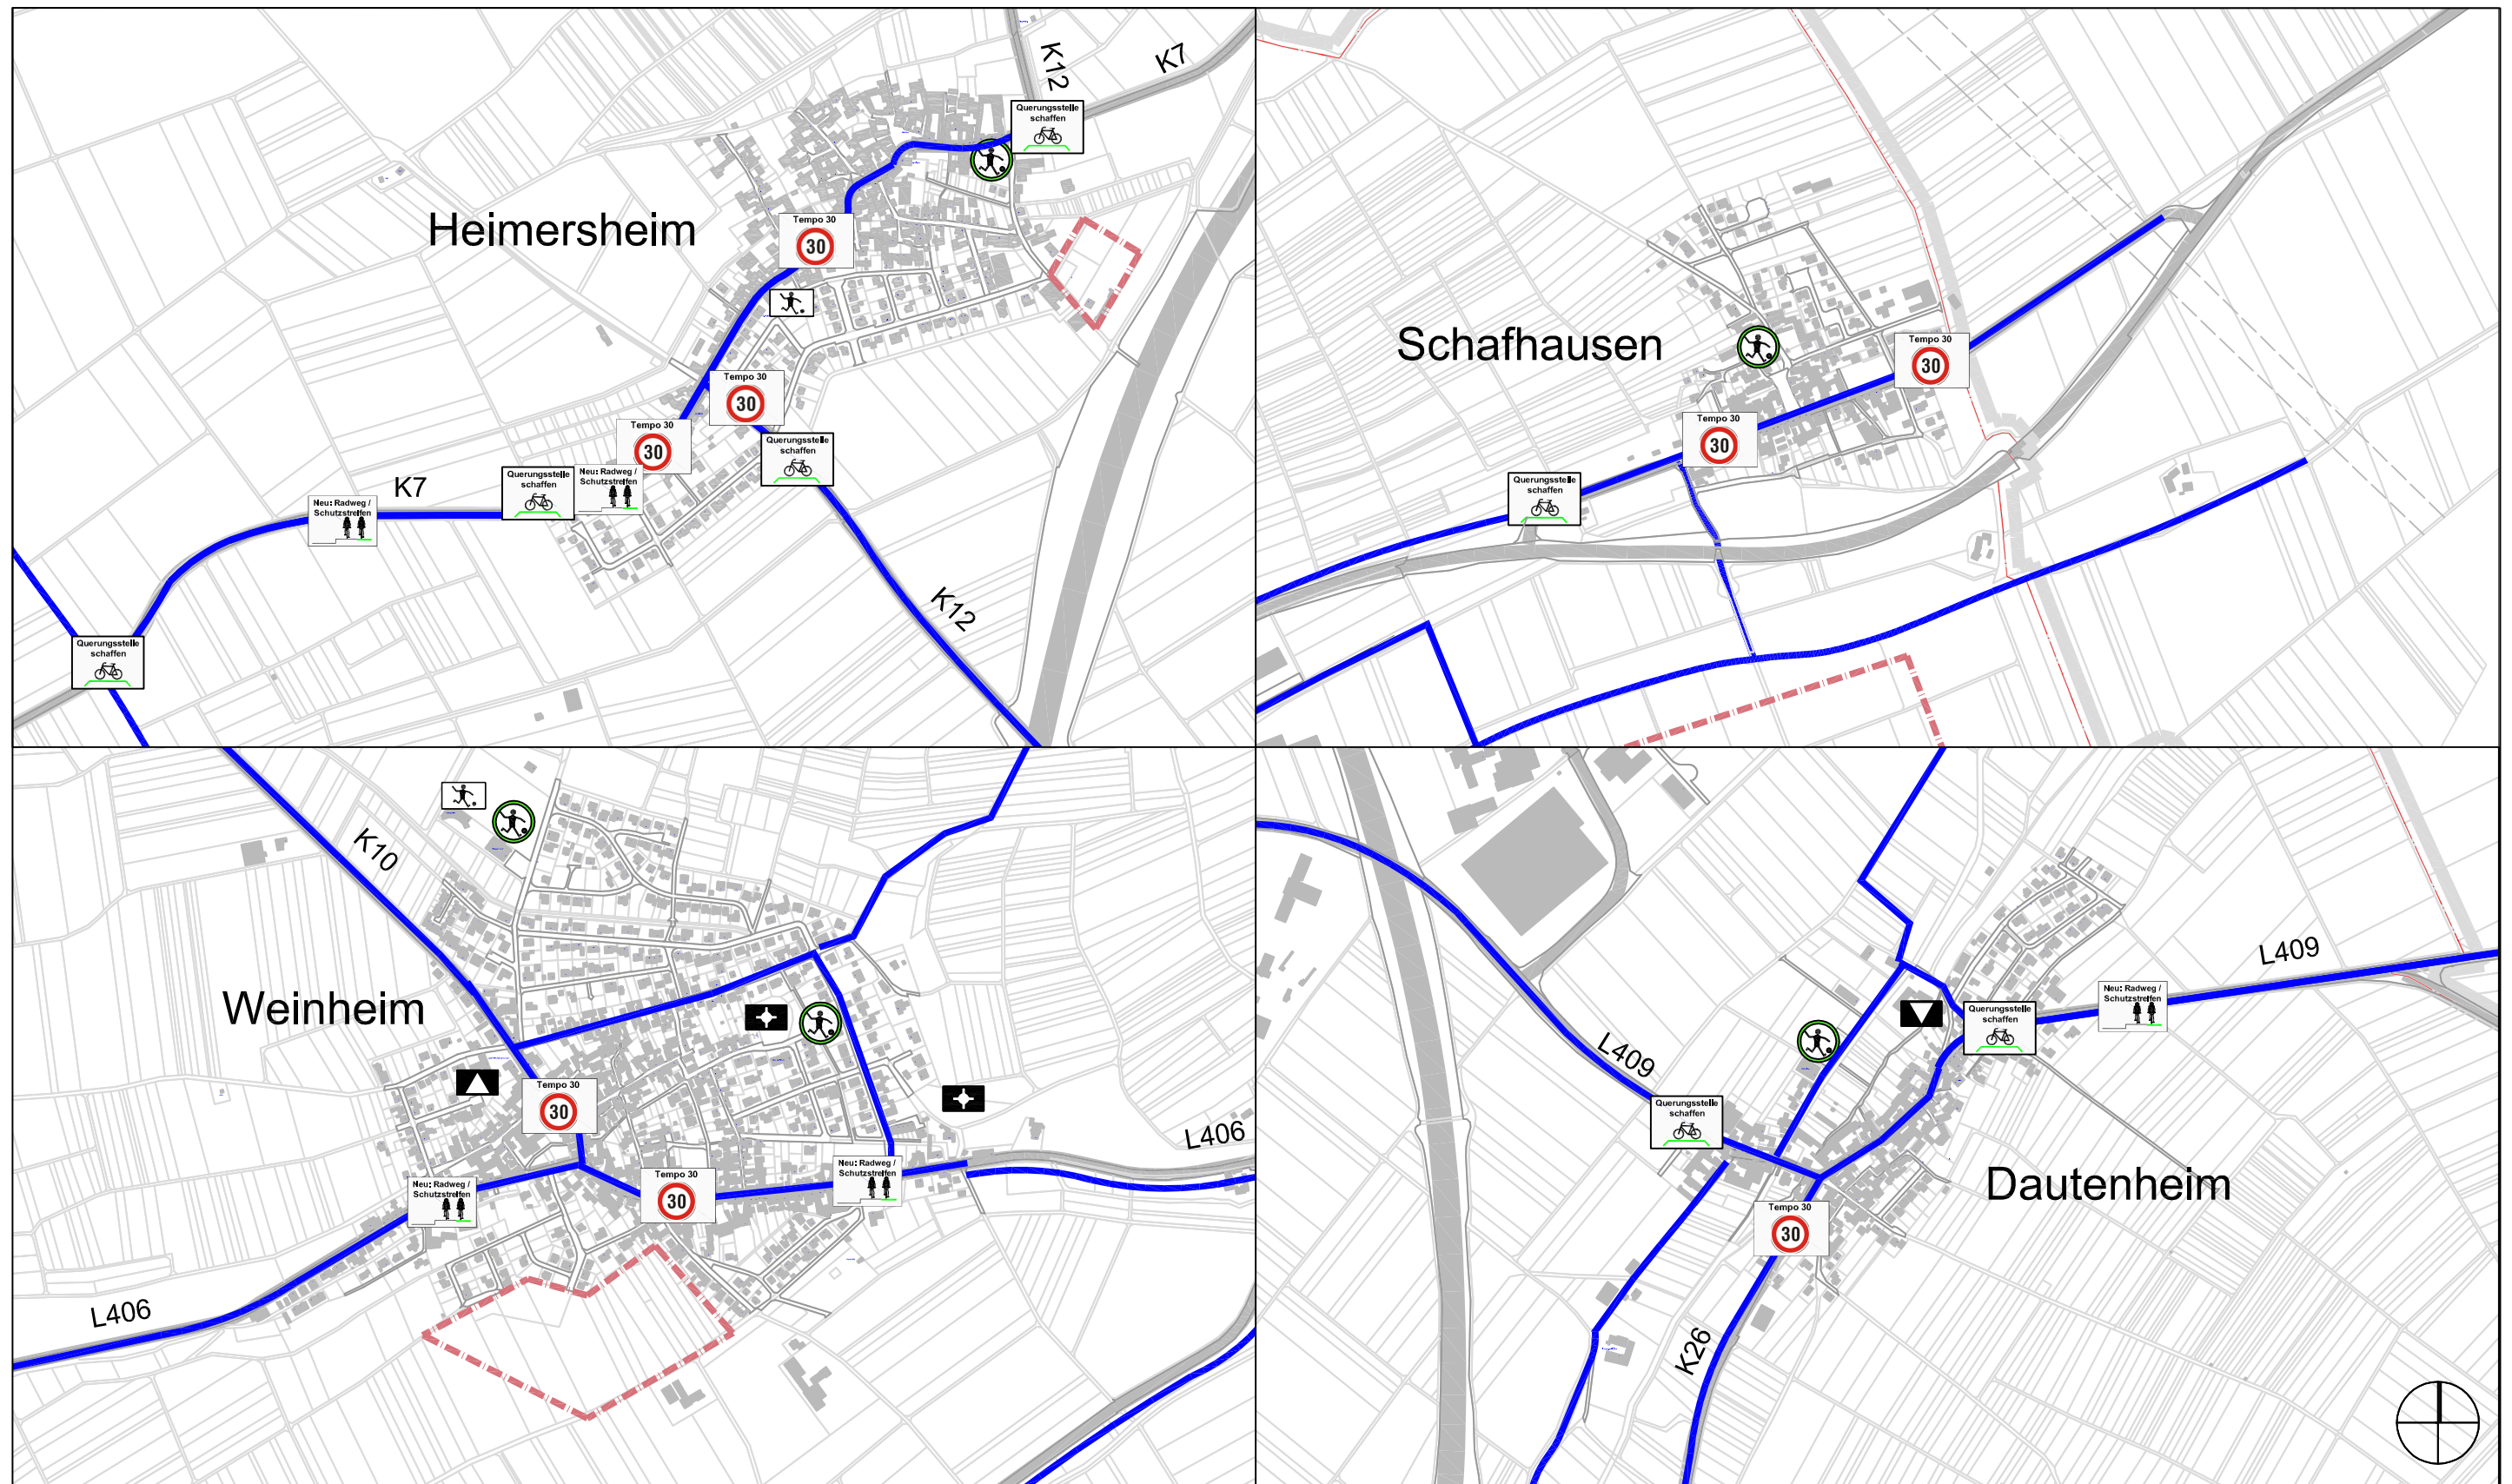 K12
K7
Querungsstelle
schaffen
Heimersheim
Tempo 30
30
Tempo 30
30
Tempo 30
30
Querungsstelle
schaffen
Querungsstelle
schaffen
Neu: Radweg /
Schutzstreifen
K7
Neu: Radweg /
Schutzstreifen
K12
Querungsstelle
schaffen
Schafhausen
Tempo 30
30
Tempo 30
30
Querungsstelle
schaffen
K10
Weinheim
Tempo 30
30
L406
Neu: Radweg /
Schutzstreifen
Tempo 30
30
Neu: Radweg /
Schutzstreifen
L406
L409
Neu: Radweg /
Schutzstreifen
Querungsstelle
schaffen
L409
Querungsstelle
schaffen
Dautenheim
Tempo 30
30
K26